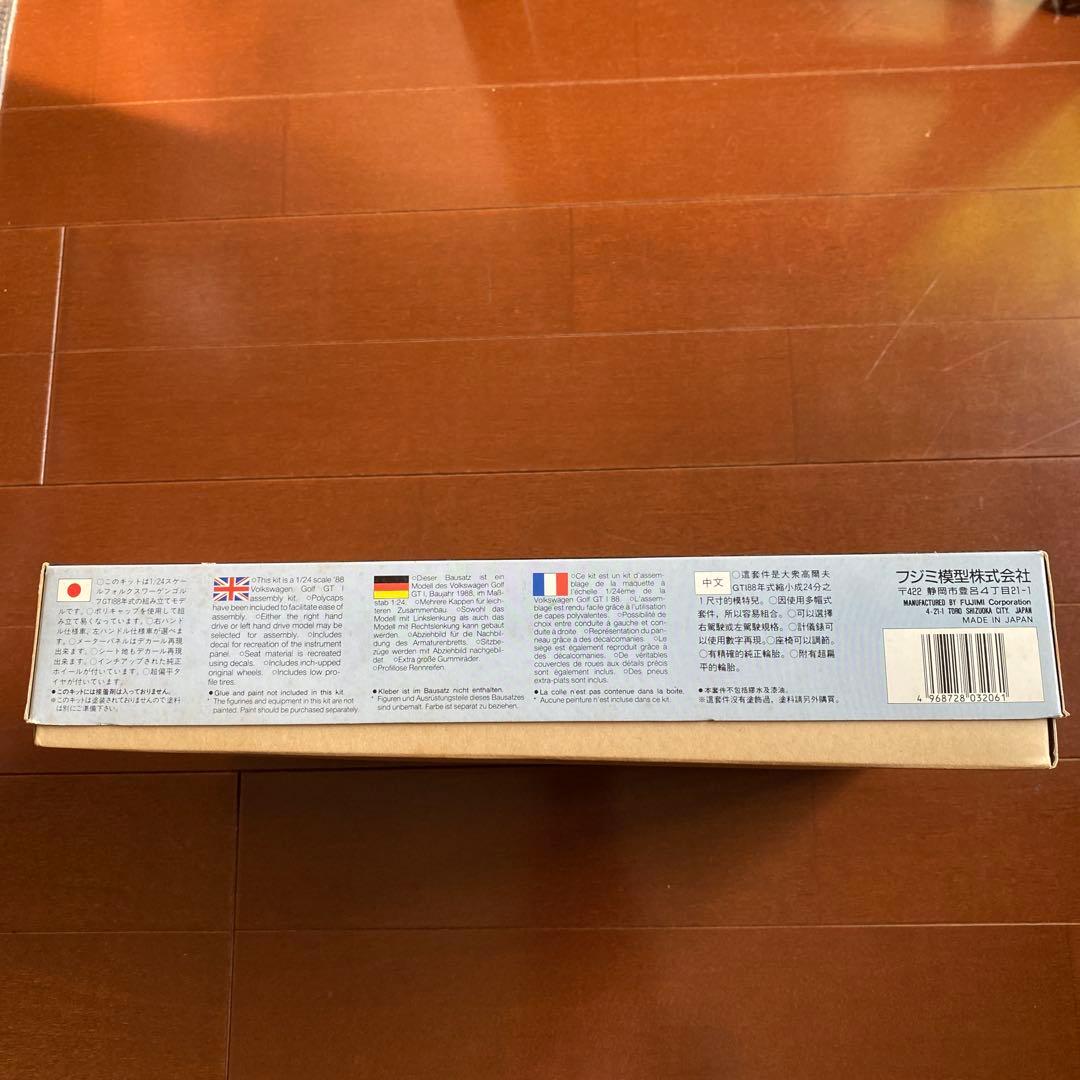 ○このキットは1/24スケー
ルフォルクスワーゲンゴル
フGTI88年式の組み立てモデ
ルです。○ポリキャップを使用して組
み立て易くなっています。○右ハンド
ル仕様車、左ハンドル仕様車が選べま
す。○メーターパネルはデカール再現
出来ます。○シート地もデカール再現
出来ます。○インチアップされた純正
ホイールが付いています。○超偏平タ
イヤが付いています。
●このキットには接着剤は入っておりません。
※このキットは塗装されておりませんので塗料
は別にご準備下さい。
○This kit is a 1/24 scale '88
Volkswagen Golf GT I
assembly kit. ○Polycaps
have been included to facilitate ease of
assembly. ○Either the right hand
drive or left hand drive model may be
selected for assembly. ○Includes
decal for recreation of the instrument
panel. ○Seat material is recreated
using decals. ○Includes inch-upped
original wheels. ○Includes low pro-
file tires.
● Glue and paint not included in this kit.
* The figurines and equipment in this kit are not
painted. Paint should be purchased separately.
○Dieser Bausatz ist ein
Modell des Volkswagen Golf
GT I, Baujahr 1988, im Maß-
stab 1:24. ○Mehrere Kappen für leich-
teren Zusammenbau. ○Sowohl das
Modell mit Linkslenkung als auch das
Model mit Rechtslenkung kann gebaut
werden. ○Abziehbild für die Nachbil-
dung des Armaturenbretts. ○Sitzbe-
züge werden mit Abziehbild nachgebil-
det. ○Extra große Gummiräder.
○Profillose Rennreifen.
● Kleber ist im Bausatz nicht enthalten.
* Figuren und Ausrüstungsteile dieses Bausatzes
sind unbemalt. Farbe ist separat zu beziehen.
○Ce kit est un kit d'assem-
blage de la maquette à
l'échelle 1/24ème de la
Volkswagen Golf GT I 88. ○L'assem-
blage est rendu facile grâce à l'utilisation
de capes polyvalentes. ○Possibilité de
choix entre conduite à gauche et con-
duite à droite. ○Représentation du pan-
neau grâce à des décalcomanies. ○Le
siège est également reproduit grâce à
des décalcomanies. ○De véritables
couvercles de roues aux détails précis
sont également inclus. ○Des pneus
extra-plats sont inclus.
● La colle n'est pas contenue dans la boite.
* Aucune peinture n'est incluse dans ce kit.
中文
○這套件是大衆高爾夫
GTI88年式縮小成24分之
1尺寸的模特兒。○因使用多幅式
套件，所以容易組合。○可以選擇
右駕駛或左駕駛規格。○計儀錶可
以使用數字再現。○座椅可以調節。
○有精確的純正輪胎。○附有超扁
平的輪胎。
●本套件不包括膠水及漆油。
※這套件沒有塗飾過，塗料請另外購買。
フジミ模型株式会社
〒422 静岡市登呂4丁目21-1
MANUFACTURED BY FUJIMI Corporation
4-21-1 TORO SHIZUOKA CITY. JAPAN
MADE IN JAPAN
4 968728 032061